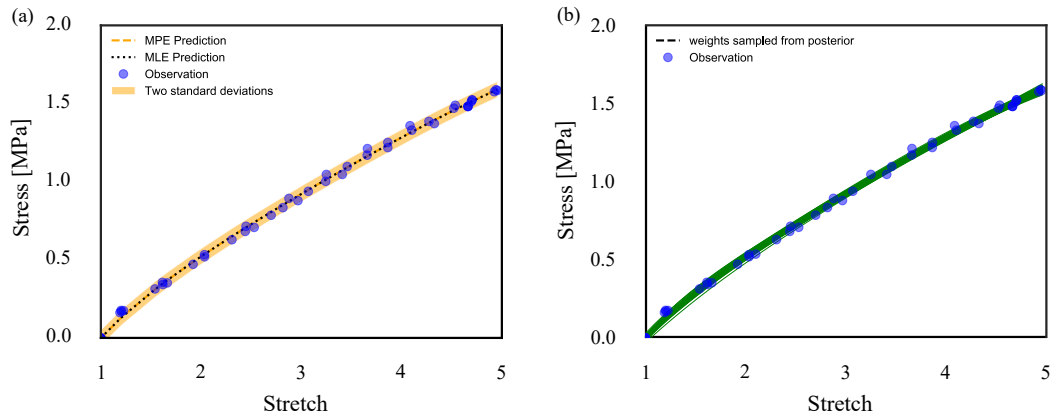 (a)
2.0
1.5
1.0
0.5
0.0
Stress [MPa]
MPE Prediction
MLE Prediction
Observation
Two standard deviations
1 2 3 4 5
Stretch
(b)
2.0
1.5
1.0
0.5
0.0
Stress [MPa]
weights sampled from posterior
Observation
1 2 3 4 5
Stretch